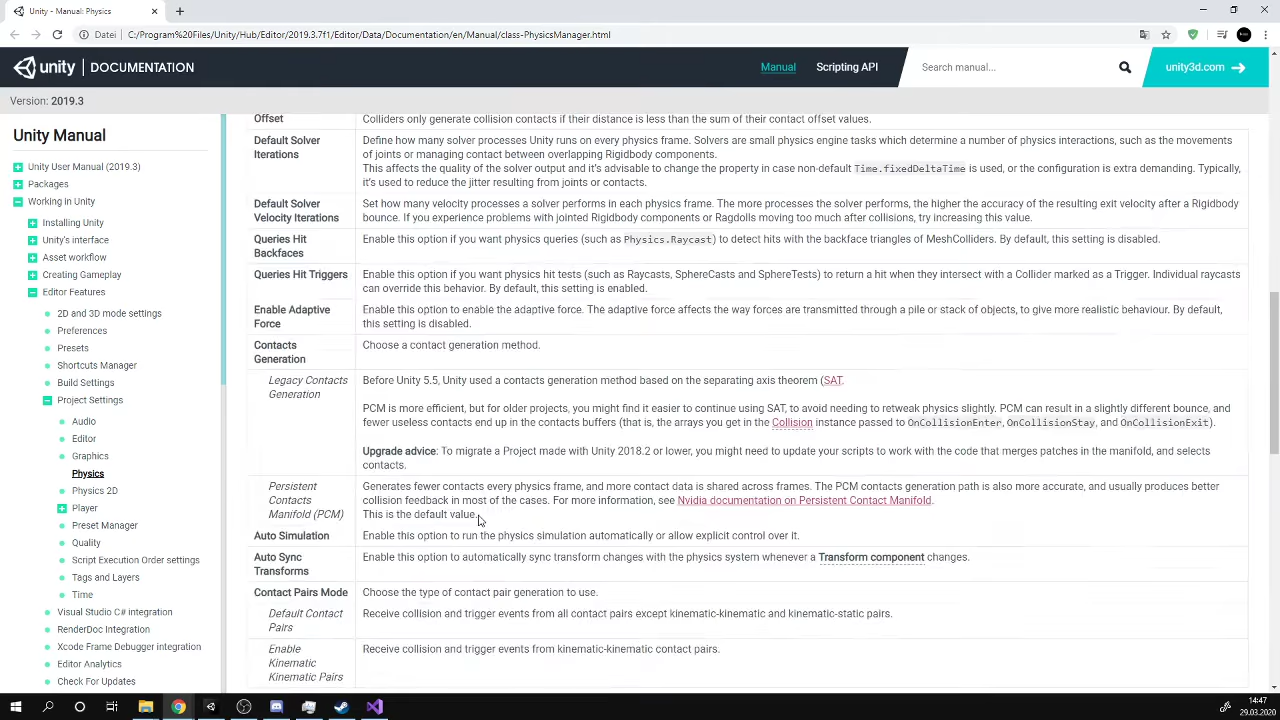 Unity - Manual: Physics
Datei
C:/Program%20Files/Unity/Hub/Editor/2019.3.7f1/Editor/Data/Documentation/en/Manual/class-PhysicsManager.html
unity | DOCUMENTATION
Manual
Scripting API
Search manual...
unity3d.com
Version: 2019.3
Unity Manual
Unity User Manual (2019.3)
Packages
Working in Unity
Installing Unity
Unity's interface
Asset workflow
Creating Gameplay
Editor Features
2D and 3D mode settings
Preferences
Presets
Shortcuts Manager
Build Settings
Project Settings
Audio
Editor
Graphics
Physics
Physics 2D
Player
Preset Manager
Quality
Script Execution Order settings
Tags and Layers
Time
Visual Studio C# integration
RenderDoc Integration
Xcode Frame Debugger integration
Editor Analytics
Check For Updates
Offset
Colliders only generate collision contacts if their distance is less than the sum of their contact offset values.
Default Solver
Iterations
Define how many solver processes Unity runs on every physics frame. Solvers are small physics engine tasks which determine a number of physics interactions, such as the movements
of joints or managing contact between overlapping Rigidbody components.
This affects the quality of the solver output and it's advisable to change the property in case non-default Time.fixedDeltaTime is used, or the configuration is extra demanding. Typically,
it's used to reduce the jitter resulting from joints or contacts.
Default Solver
Velocity Iterations
Set how many velocity processes a solver performs in each physics frame. The more processes the solver performs, the higher the accuracy of the resulting exit velocity after a Rigidbody
bounce. If you experience problems with jointed Rigidbody components or Ragdolls moving too much after collisions, try increasing this value.
Queries Hit
Backfaces
Enable this option if you want physics queries (such as Physics.Raycast) to detect hits with the backface triangles of MeshColliders. By default, this setting is disabled.
Queries Hit Triggers
Enable this option if you want physics hit tests (such as Raycasts, SphereCasts and SphereTests) to return a hit when they intersect with a Collider marked as a Trigger. Individual raycasts
can override this behavior. By default, this setting is enabled.
Enable Adaptive
Force
Enable this option to enable the adaptive force. The adaptive force affects the way forces are transmitted through a pile or stack of objects, to give more realistic behaviour. By default,
this setting is disabled.
Contacts
Generation
Choose a contact generation method.
Legacy Contacts
Generation
Before Unity 5.5, Unity used a contacts generation method based on the separating axis theorem (SAT.
PCM is more efficient, but for older projects, you might find it easier to continue using SAT, to avoid needing to retweak physics slightly. PCM can result in a slightly different bounce, and
fewer useless contacts end up in the contacts buffers (that is, the arrays you get in the Collision instance passed to OnCollisionEnter, OnCollisionStay, and OnCollisionExit).
Upgrade advice: To migrate a Project made with Unity 2018.2 or lower, you might need to update your scripts to work with the code that merges patches in the manifold, and selects
contacts.
Persistent
Contacts
Manifold (PCM)
Generates fewer contacts every physics frame, and more contact data is shared across frames. The PCM contacts generation path is also more accurate, and usually produces better
collision feedback in most of the cases. For more information, see Nvidia documentation on Persistent Contact Manifold.
This is the default value.
Auto Simulation
Enable this option to run the physics simulation automatically or allow explicit control over it.
Auto Sync
Transforms
Enable this option to automatically sync transform changes with the physics system whenever a Transform component changes.
Contact Pairs Mode
Choose the type of contact pair generation to use.
Default Contact
Pairs
Receive collision and trigger events from all contact pairs except kinematic-kinematic and kinematic-static pairs.
Enable
Kinematic
Kinematic Pairs
Receive collision and trigger events from kinematic-kinematic contact pairs.
14:47
29.03.2020